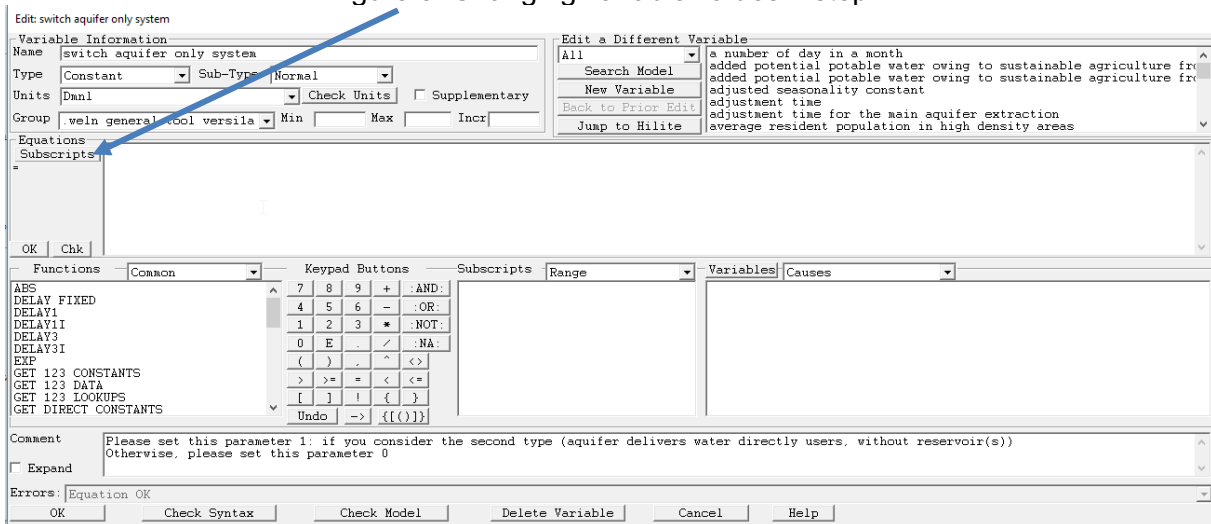 Edit: switch aquifer only system
Variable Information
Name switch aquifer only system
Type Constant Sub-Type Normal
Units Dmnl Check Units Supplementary
Group .weln general tool versi1a Min Max Incr
Edit a Different Variable
All
Search Model
New Variable
Back to Prior Edit
Jump to Hilite
a number of day in a month
added potential potable water owing to sustainable agriculture fro
added potential potable water owing to sustainable agriculture fro
adjusted seasonality constant
adjustment time
adjustment time for the main aquifer extraction
average resident population in high density areas
Equations
Subscripts
=
OK Chk
Functions Common
ABS
DELAY FIXED
DELAY1
DELAY1I
DELAY3
DELAY3I
EXP
GET 123 CONSTANTS
GET 123 DATA
GET 123 LOOKUPS
GET DIRECT CONSTANTS
Keypad Buttons
7 8 9 + :AND:
4 5 6 - :OR:
1 2 3 * :NOT:
0 E . / :NA:
( ) , ^ <>
> >= = < <=
[ ] ! { }
Undo -> {[()]}
Subscripts Range
Variables Causes
Comment
Please set this parameter 1: if you consider the second type (aquifer delivers water directly users, without reservoir(s))
Otherwise, please set this parameter 0
Expand
Errors: Equation OK
OK Check Syntax Check Model Delete Variable Cancel Help